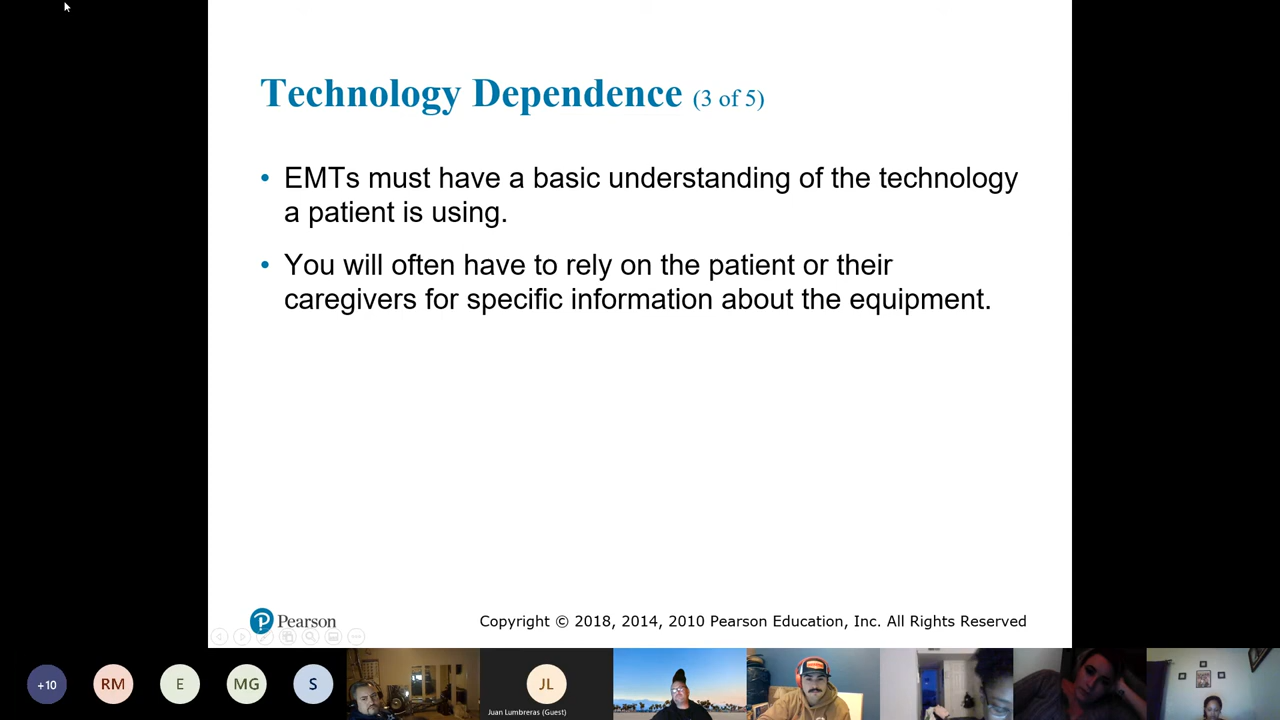 Technology Dependence (3 of 5)
• EMTs must have a basic understanding of the technology
a patient is using.
• You will often have to rely on the patient or their
caregivers for specific information about the equipment.
Pearson
Copyright © 2018, 2014, 2010 Pearson Education, Inc. All Rights Reserved
+10
RM
E
MG
S
JL
Juan Lumbreras (Guest)